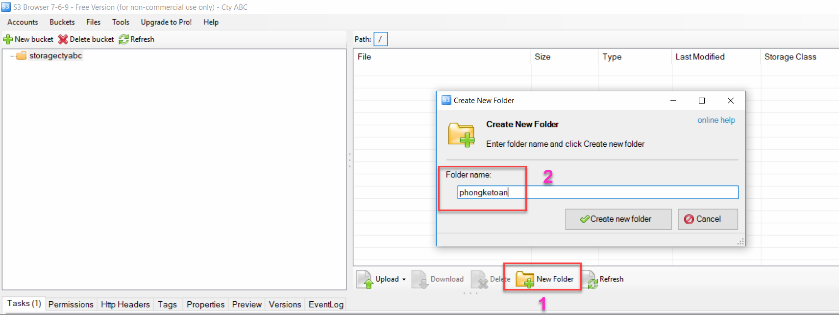 S3 Browser 7-6-9 - Free Version (for non-commercial use only) - Cty ABC
Accounts Buckets Files Tools Upgrade to Pro! Help
New bucket Delete bucket Refresh
storagectyabc
Path: /
File Size Type Last Modified Storage Class
Create New Folder
Create New Folder
online help
Enter folder name and click Create new folder
Folder name:
2
phongketoan
Create new folder Cancel
Upload Download Delete New Folder Refresh
1
Tasks (1) Permissions Http Headers Tags Properties Preview Versions EventLog